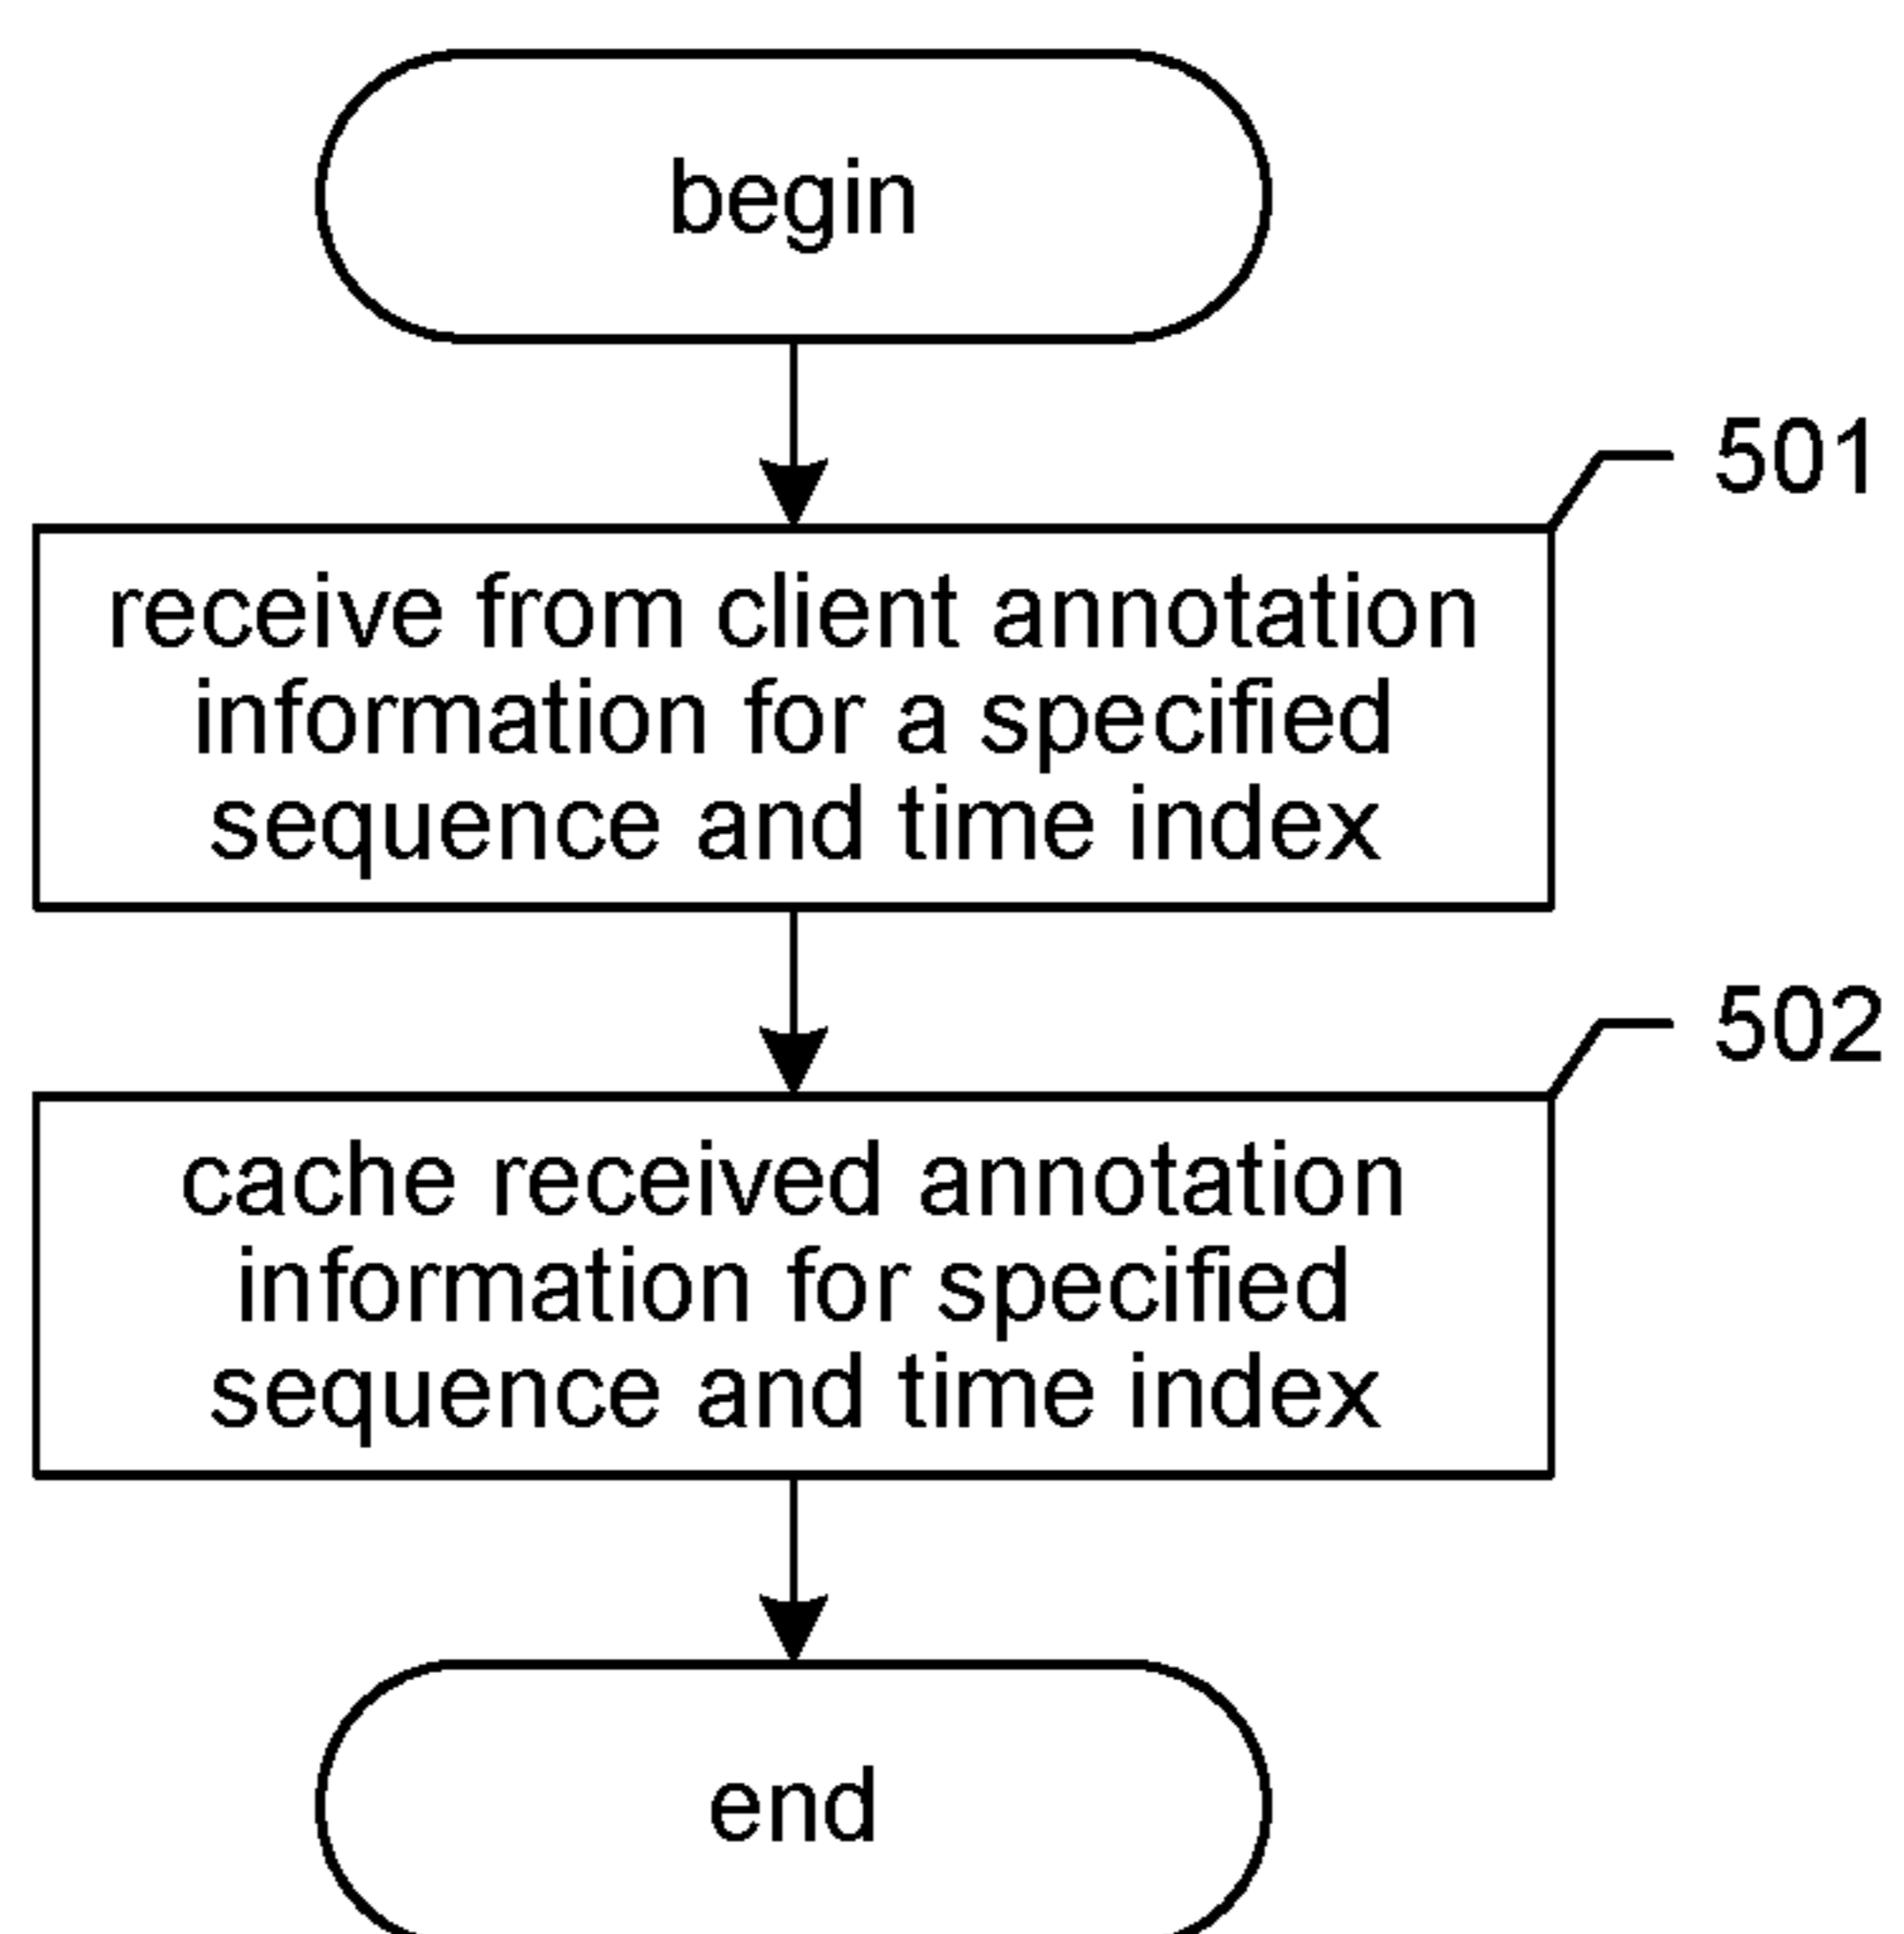 begin
501
receive from client annotation
information for a specified
sequence and time index
502
cache received annotation
information for specified
sequence and time index
end